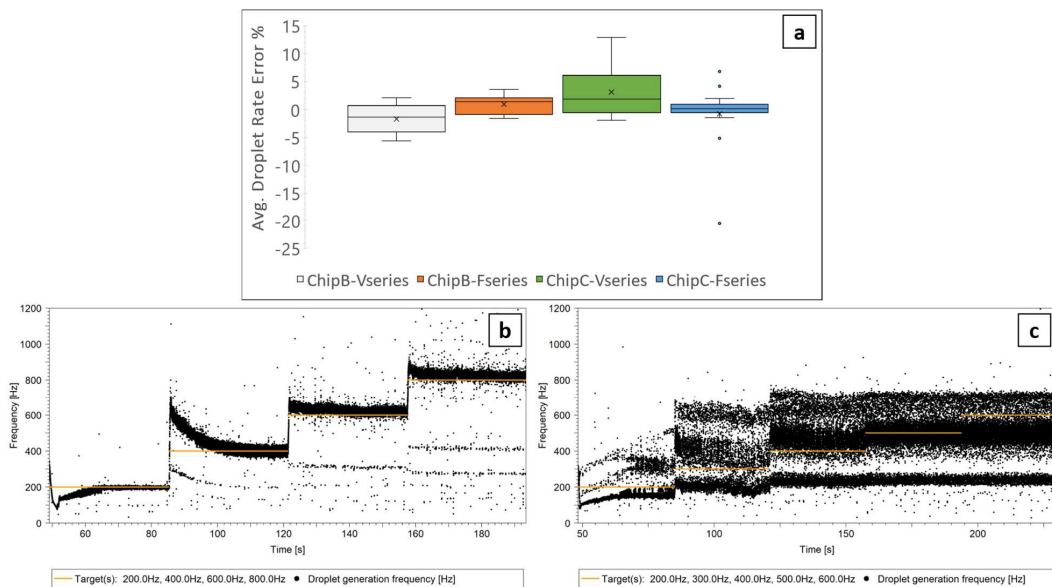 a
Avg. Droplet Rate Error %
15
10
5
0
-5
-10
-15
-20
-25
ChipB-Vseries ChipB-Fseries ChipC-Vseries ChipC-Fseries
b
Frequency [Hz]
1200
1000
800
600
400
200
0
60 80 100 120 140 160 180
Time [s]
Target(s): 200.0Hz, 400.0Hz, 600.0Hz, 800.0Hz Droplet generation frequency [Hz]
c
Frequency [Hz]
1200
1000
800
600
400
200
0
50 100 150 200
Time [s]
Target(s): 200.0Hz, 300.0Hz, 400.0Hz, 500.0Hz, 600.0Hz Droplet generation frequency [Hz]